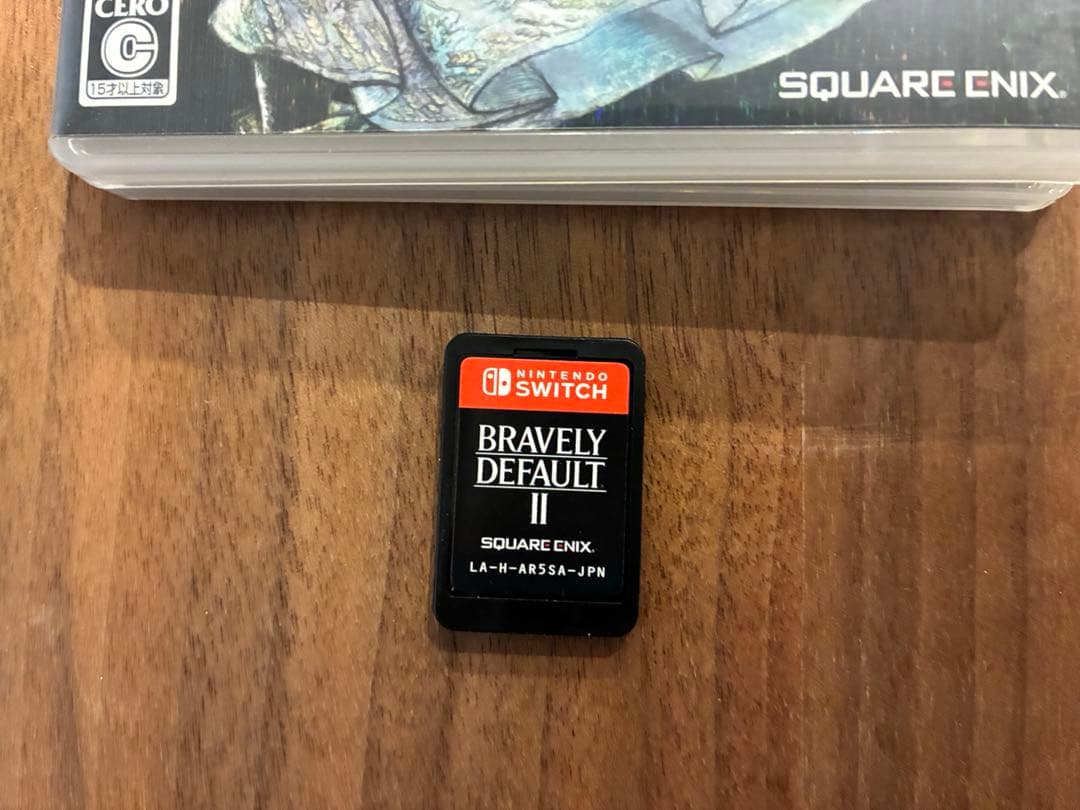 CERO
C
15才以上対象
SQUARE ENIX.
NINTENDO
SWITCH
BRAVELY
DEFAULT
II
SQUARE ENIX.
LA-H-AR5SA-JPN